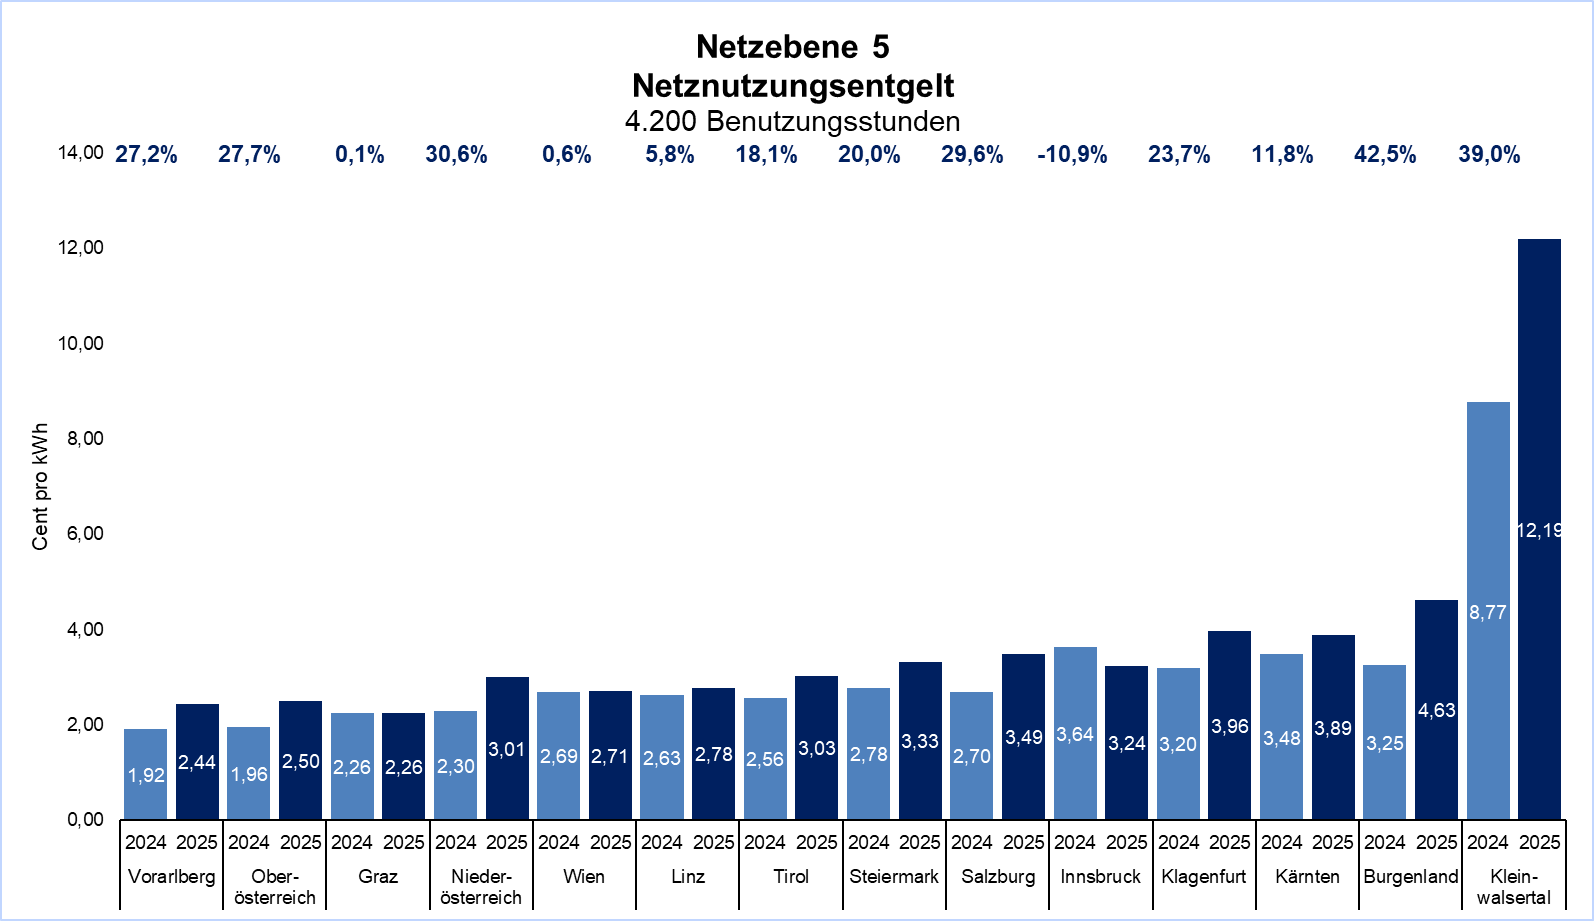 Netzebene 5
Netznutzungsentgelt
4.200 Benutzungsstunden
14,00 27,2% 27,7% 0,1% 30,6% 0,6% 5,8% 18,1% 20,0% 29,6% -10,9% 23,7% 11,8% 42,5% 39,0%
12,00
10,00
8,00
6,00
4,00
2,00
0,00
Cent pro kWh
1,92 2,44 1,96 2,50 2,26 2,26 2,30 3,01 2,69 2,71 2,63 2,78 2,56 3,03 2,78 3,33 2,70 3,49 3,64 3,24 3,20 3,96 3,48 3,89 3,25 4,63 8,77 12,19
2024 2025 2024 2025 2024 2025 2024 2025 2024 2025 2024 2025 2024 2025 2024 2025 2024 2025 2024 2025 2024 2025 2024 2025 2024 2025 2024 2025
Vorarlberg Ober- Graz Nieder- Wien Linz Tirol Steiermark Salzburg Innsbruck Klagenfurt Kärnten Burgenland Klein-
österreich österreich walsertal